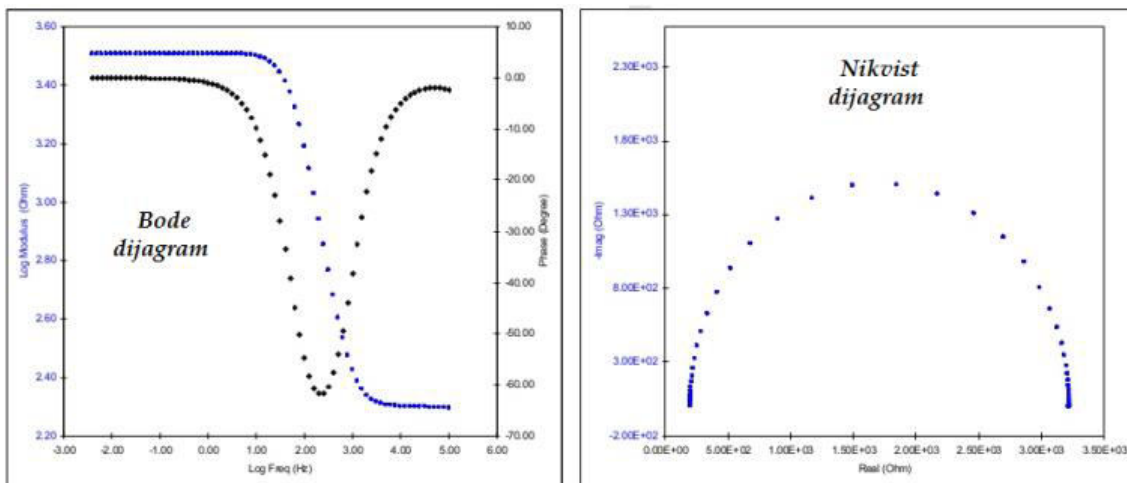 3.60
3.40
3.20
3.00
2.80
2.60
2.40
2.20
Log Modulus (Ohm)
10.00
0.00
-10.00
-20.00
-30.00
-40.00
-50.00
-60.00
-70.00
Phase (Degree)
Bode
dijagram
-3.00 -2.00 -1.00 0.00 1.00 2.00 3.00 4.00 5.00
Log Freq (Hz)
Nikvist
dijagram
2.30E+03
1.80E+03
1.30E+03
8.00E+02
3.00E+02
-2.00E+02
-Imag (Ohm)
0.00E+00 5.00E+02 1.00E+03 1.50E+03 2.00E+03 2.50E+03 3.00E+03 3.50E+03
Real (Ohm)